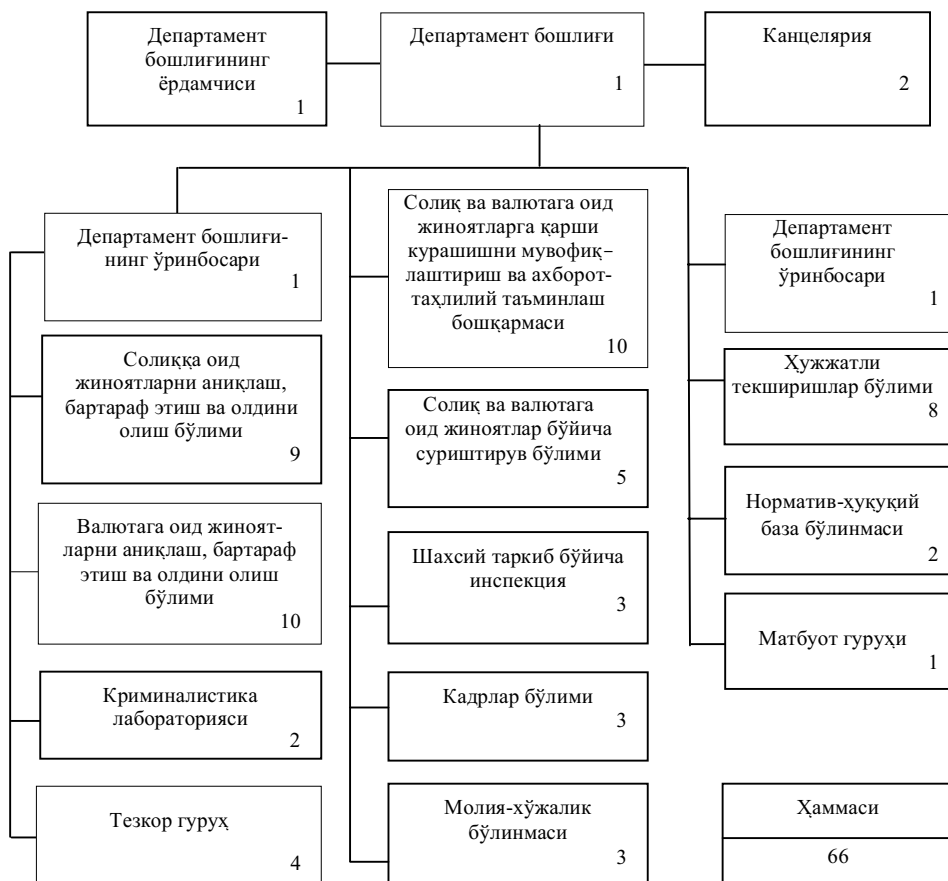 Департамент
бошлиғининг
ёрдамчиси
1
Департамент бошлиғи
1
Канцелярия
2
Департамент бошлиғи-
нинг ўринбосари
1
Солиққа оид
жиноятларни аниқлаш,
бартараф этиш ва олдини
олиш бўлими
9
Валютага оид жиноят-
ларни аниқлаш, бартараф
этиш ва олдини олиш
бўлими
10
Криминалистика
лабораторияси
2
Тезкор гуруҳ
4
Солиқ ва валютага оид
жиноятларга қарши
курашишни мувофиқ–
лаштириш ва ахборот-
таҳлилий таъминлаш
бошқармаси
10
Солиқ ва валютага
оид жиноятлар бўйича
суриштирув бўлими
5
Шахсий таркиб бўйича
инспекция
3
Кадрлар бўлими
3
Молия-хўжалик
бўлинмаси
3
Департамент
бошлиғининг
ўринбосари
1
Ҳужжатли
текширишлар бўлими
8
Норматив-ҳуқуқий
база бўлинмаси
2
Матбуот гуруҳи
1
Ҳаммаси
66